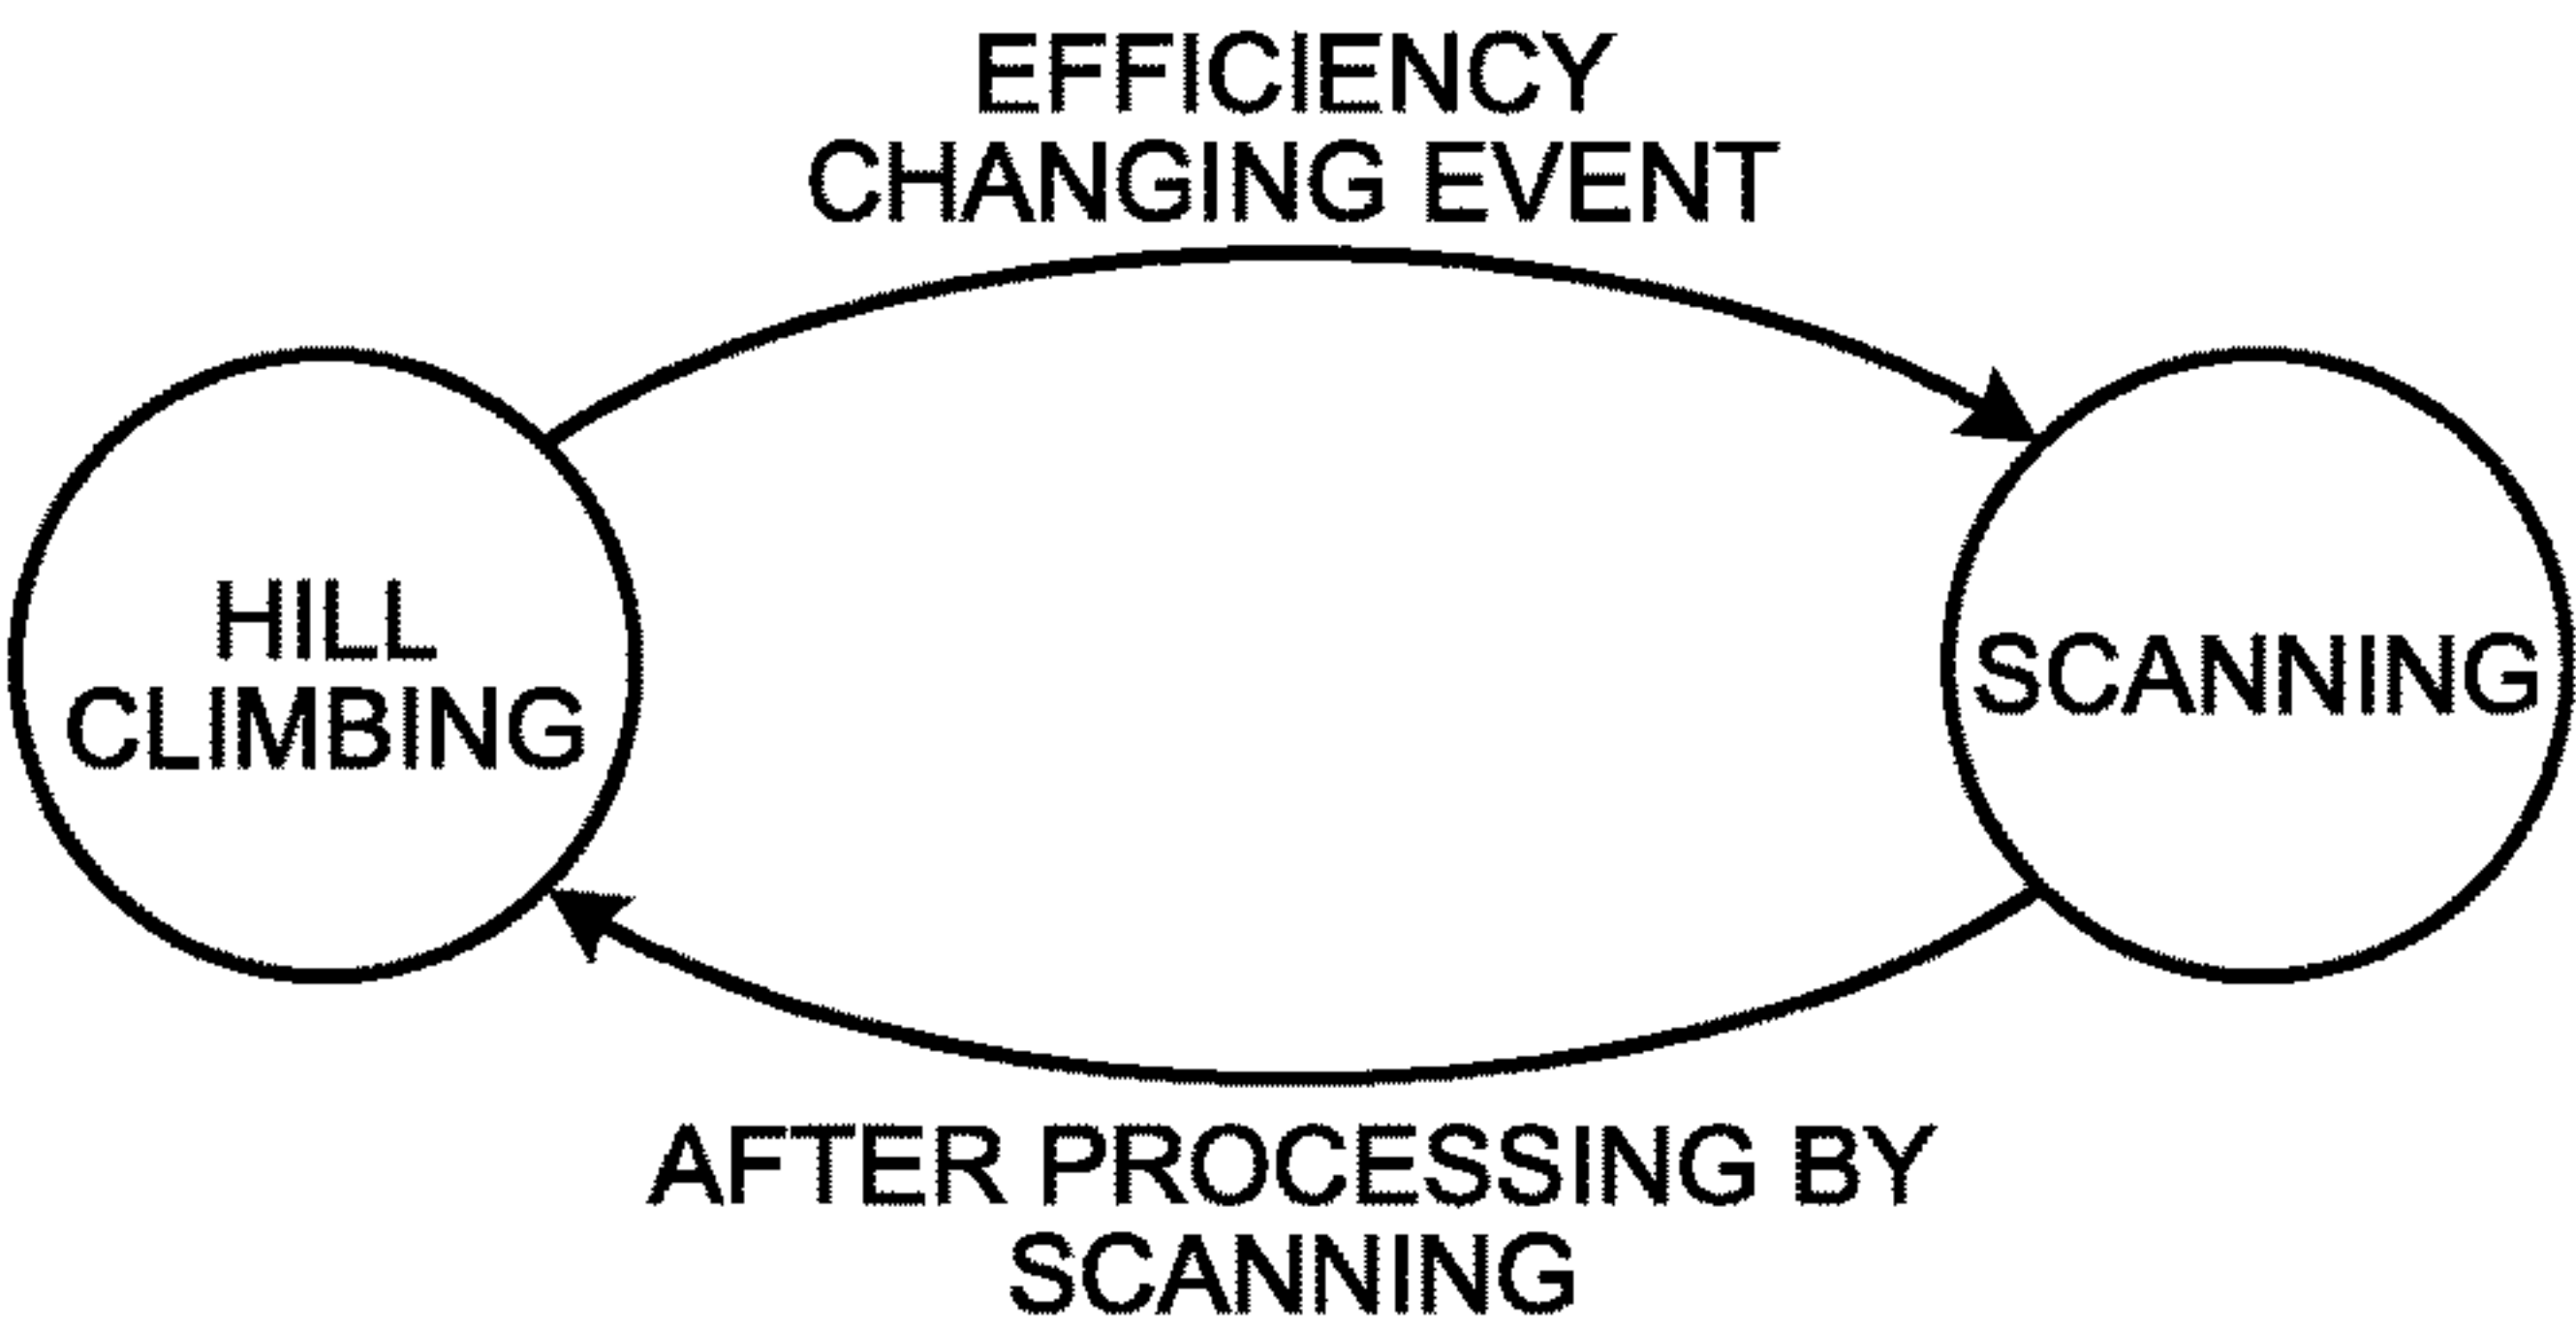 EFFICIENCY
CHANGING EVENT
HILL
CLIMBING
SCANNING
AFTER PROCESSING BY
SCANNING